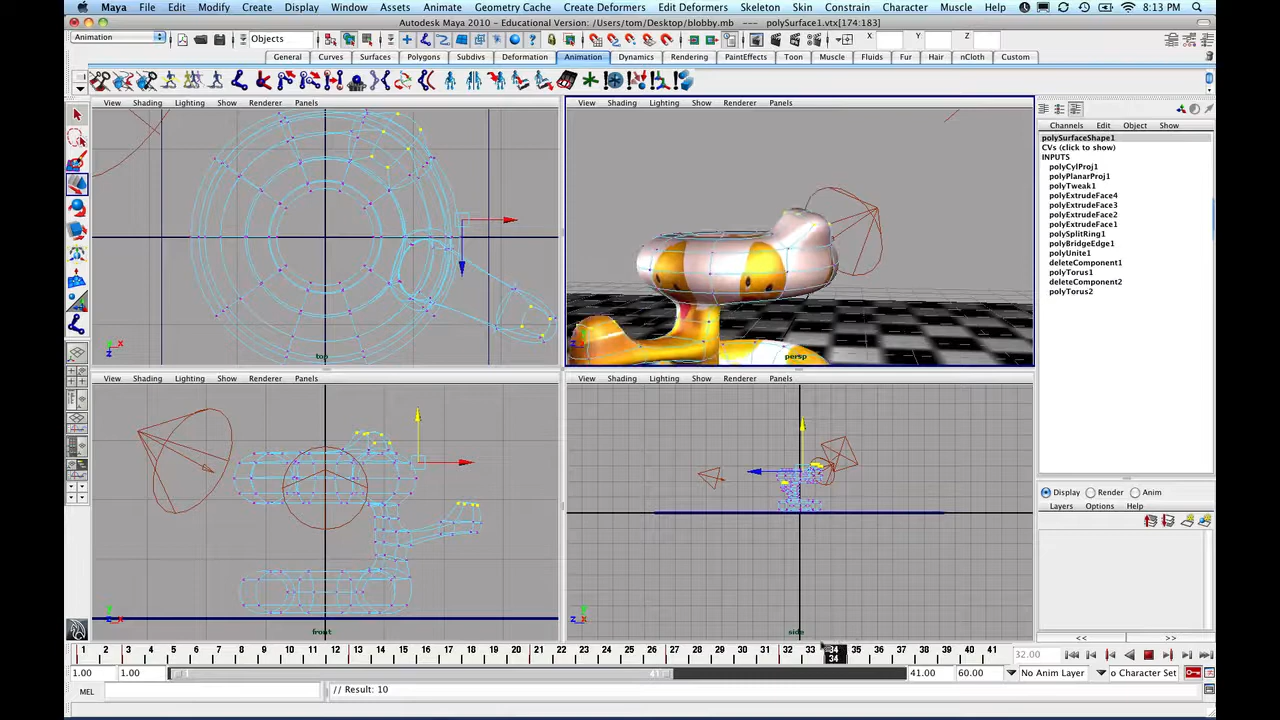 Maya File Edit Modify Create Display Window Assets Animate Geometry Cache Create Deformers Edit Deformers Skeleton Skin Constrain Character Muscle Help 8:13 PM
Autodesk Maya 2010 - Educational Version: /Users/tom/Desktop/blobby.mb --- polySurface1.vtx[174:183]
Animation Objects X Y Z
General Curves Surfaces Polygons Subdivs Deformation Animation Dynamics Rendering PaintEffects Toon Muscle Fluids Fur Hair nCloth Custom
View Shading Lighting Show Renderer Panels
View Shading Lighting Show Renderer Panels
Channels Edit Object Show
polySurfaceShape1
CVs (click to show)
INPUTS
polyCylProj1
polyPlanarProj1
polyTweak1
polyExtrudeFace4
polyExtrudeFace3
polyExtrudeFace2
polyExtrudeFace1
polySplitRing1
polyBridgeEdge1
polyUnite1
deleteComponent1
polyTorus1
deleteComponent2
polyTorus2
top
persp
View Shading Lighting Show Renderer Panels
View Shading Lighting Show Renderer Panels
Display Render Anim
Layers Options Help
front
side
<< >>
1 2 3 4 5 6 7 8 9 10 11 12 13 14 15 16 17 18 19 20 21 22 23 24 25 26 27 28 29 30 31 32 33 34 35 36 37 38 39 40 41 32.00
34
1.00 1.00 1 41 41.00 60.00 No Anim Layer o Character Set
MEL // Result: 10